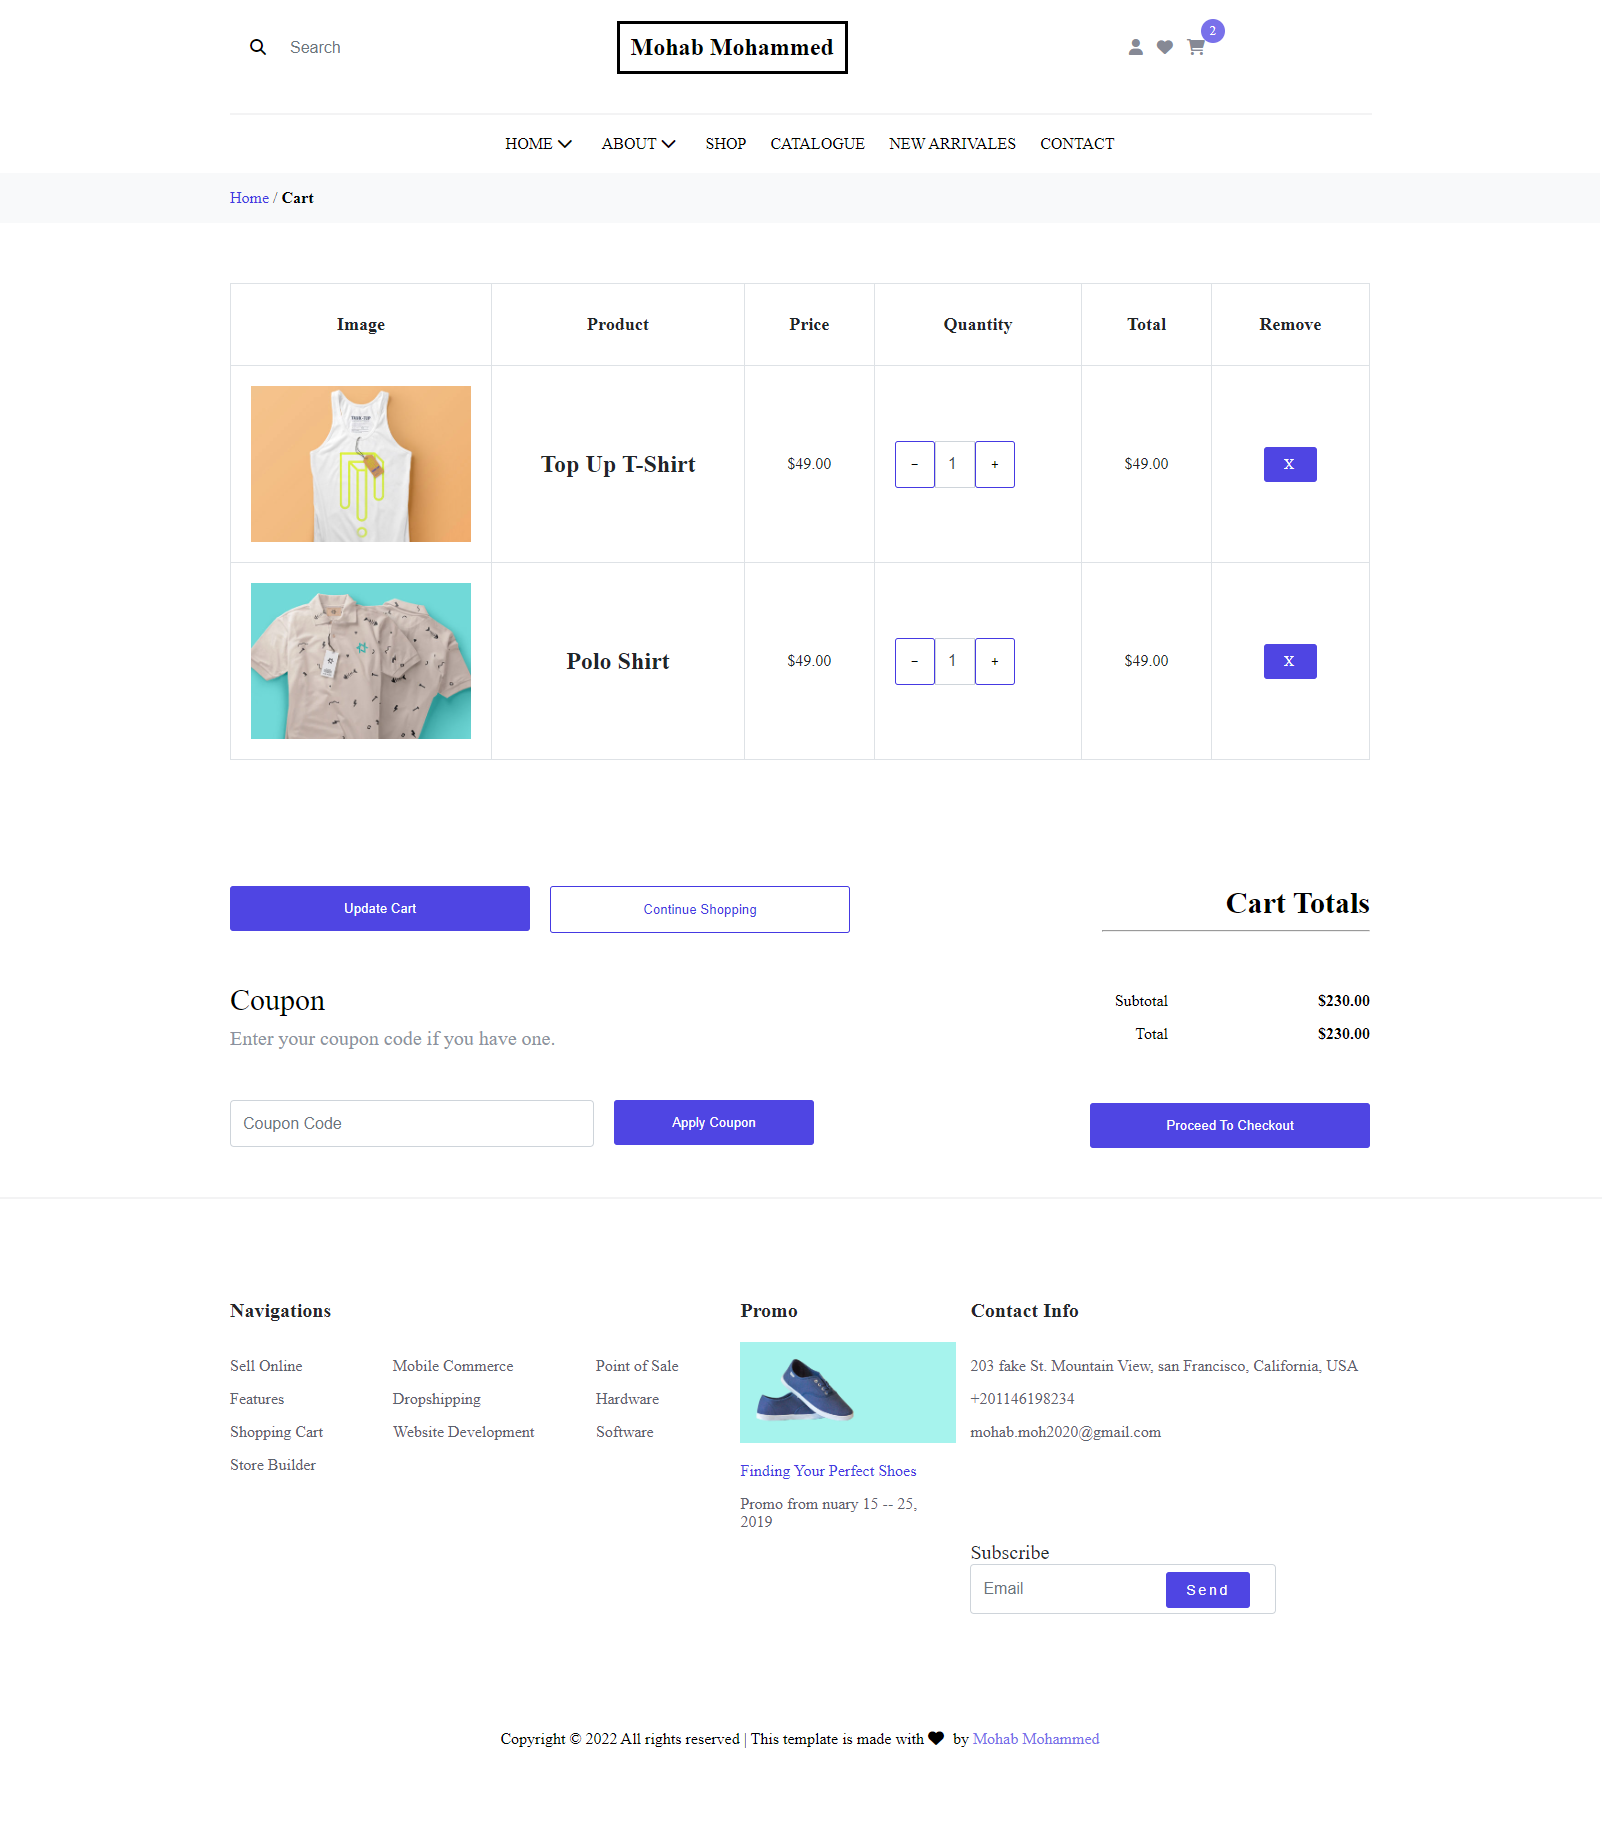 Search
Mohab Mohammed
2
HOME ABOUT SHOP CATALOGUE NEW ARRIVALES CONTACT
Home / Cart
Image Product Price Quantity Total Remove
Top Up T-Shirt $49.00 - 1 + $49.00 X
Polo Shirt $49.00 - 1 + $49.00 X
Update Cart Continue Shopping
Cart Totals
Coupon
Enter your coupon code if you have one.
Subtotal $230.00
Total $230.00
Coupon Code Apply Coupon
Proceed To Checkout
Navigations
Sell Online
Features
Shopping Cart
Store Builder
Mobile Commerce
Dropshipping
Website Development
Point of Sale
Hardware
Software
Promo
Finding Your Perfect Shoes
Promo from nuary 15 -- 25,
2019
Contact Info
203 fake St. Mountain View, san Francisco, California, USA
+201146198234
mohab.moh2020@gmail.com
Subscribe
Email Send
Copyright © 2022 All rights reserved | This template is made with by Mohab Mohammed